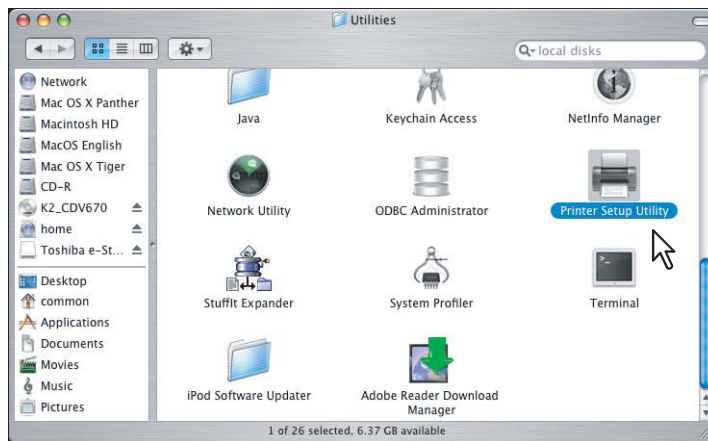 Utilities
local disks
Network
Mac OS X Panther
Macintosh HD
MacOS English
Mac OS X Tiger
CD-R
K2_CDV670
home
Toshiba e-St...
Desktop
common
Applications
Documents
Movies
Music
Pictures
Java
Keychain Access
NetInfo Manager
Network Utility
ODBC Administrator
Printer Setup Utility
StuffIt Expander
System Profiler
Terminal
iPod Software Updater
Adobe Reader Download
Manager
1 of 26 selected, 6.37 GB available